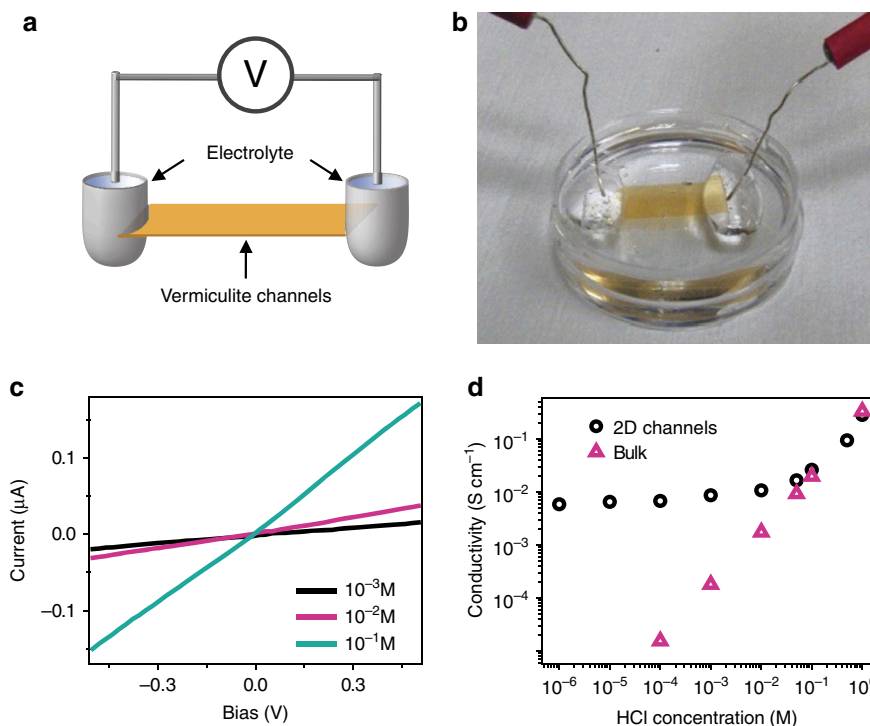 a
V
Electrolyte
Vermiculite channels
b
c
Current (μA)
0.1
0.0
−0.1
10⁻³M
10⁻²M
10⁻¹M
−0.3
0.0
0.3
Bias (V)
d
Conductivity (S cm⁻¹)
10⁻¹
10⁻²
10⁻³
10⁻⁴
2D channels
Bulk
10⁻⁶
10⁻⁵
10⁻⁴
10⁻³
10⁻²
10⁻¹
10⁰
HCl concentration (M)